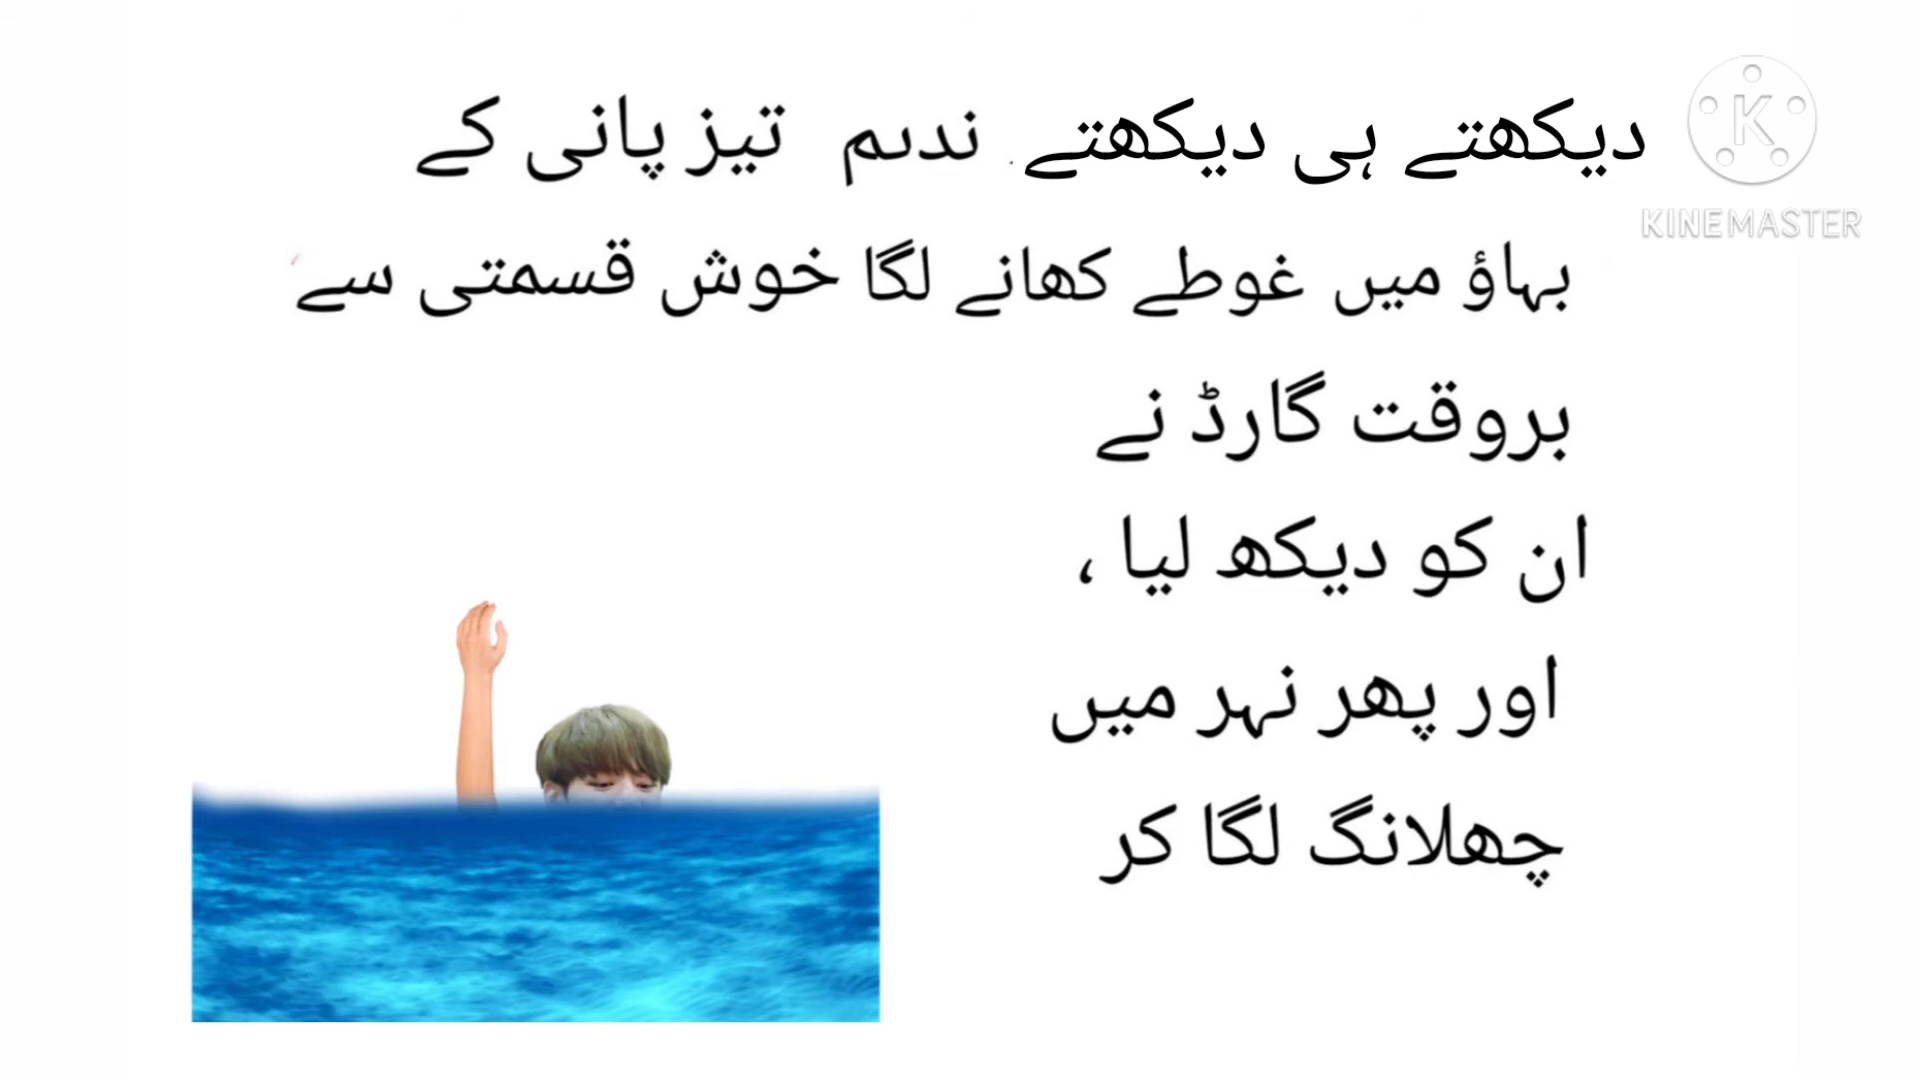 دیکھتے ہی دیکھتے ندیم تیز پانی کے
بہاؤ میں غوطے کھانے لگا خوش قسمتی سے
بروقت گارڈ نے
ان کو دیکھ لیا ،
اور پھر نہر میں
چھلانگ لگا کر
K
KINEMASTER